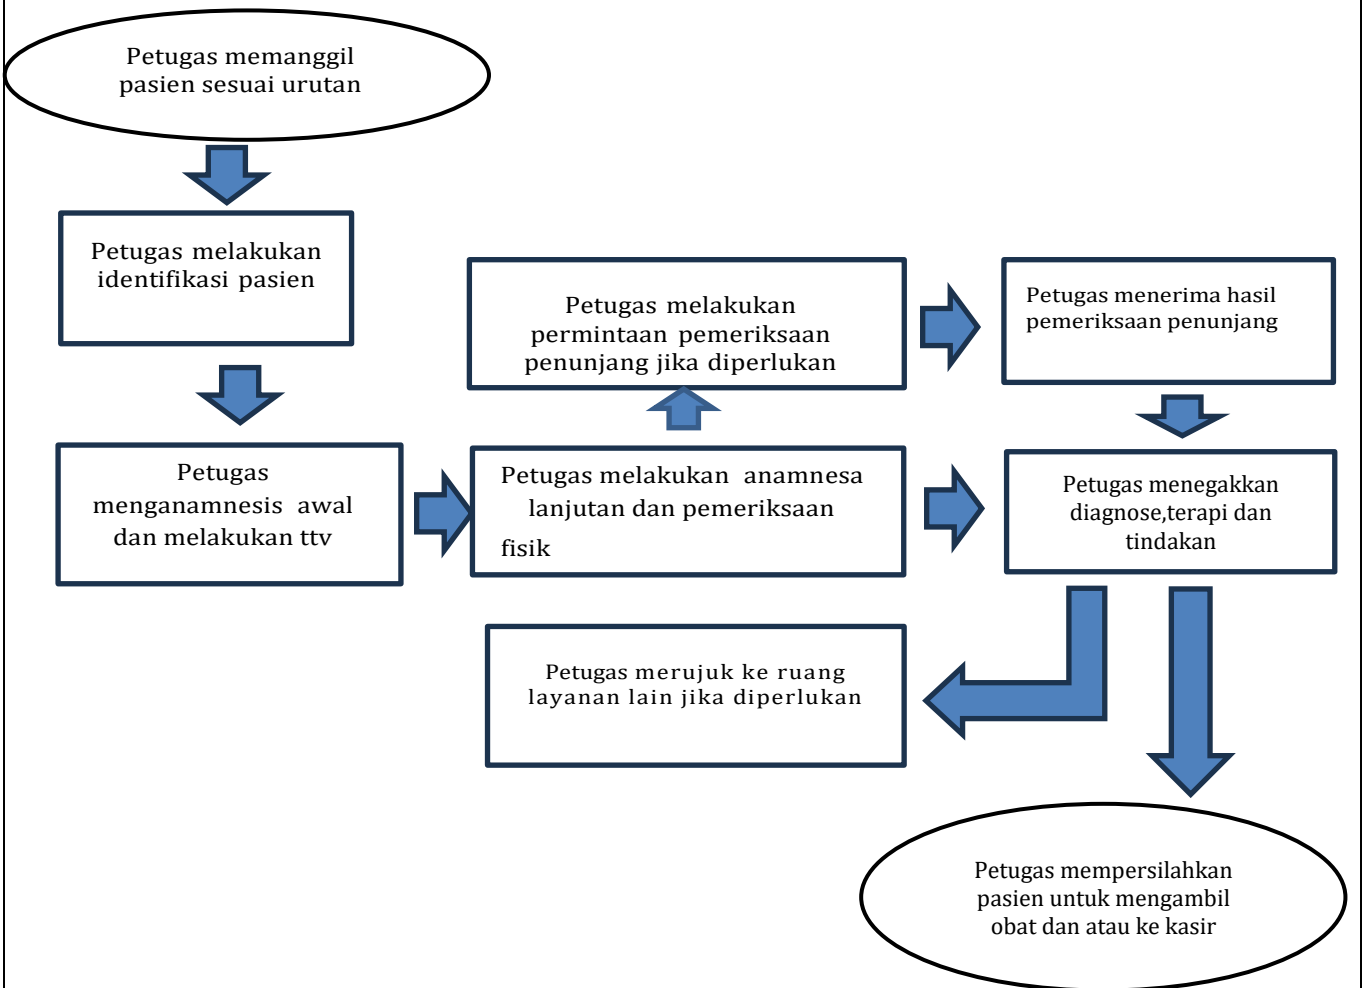 Petugas memanggil
pasien sesuai urutan
Petugas melakukan
identifikasi pasien
Petugas
menganamnesis awal
dan melakukan ttv
Petugas melakukan anamnesa
lanjutan dan pemeriksaan
fisik
Petugas melakukan
permintaan pemeriksaan
penunjang jika diperlukan
Petugas menerima hasil
pemeriksaan penunjang
Petugas menegakkan
diagnose,terapi dan
tindakan
Petugas merujuk ke ruang
layanan lain jika diperlukan
Petugas mempersilahkan
pasien untuk mengambil
obat dan atau ke kasir